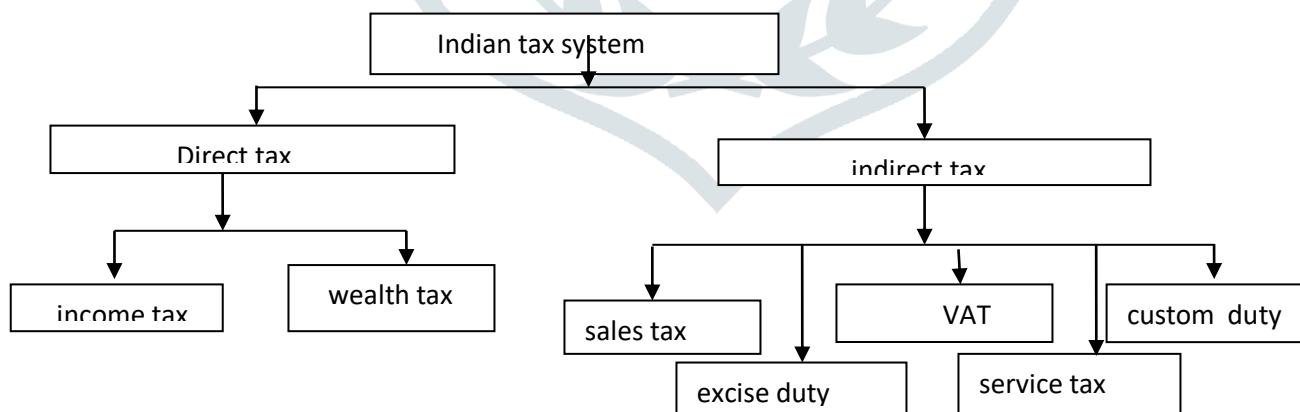 Indian tax system
Direct tax
indirect tax
income tax
wealth tax
sales tax
excise duty
VAT
service tax
custom duty